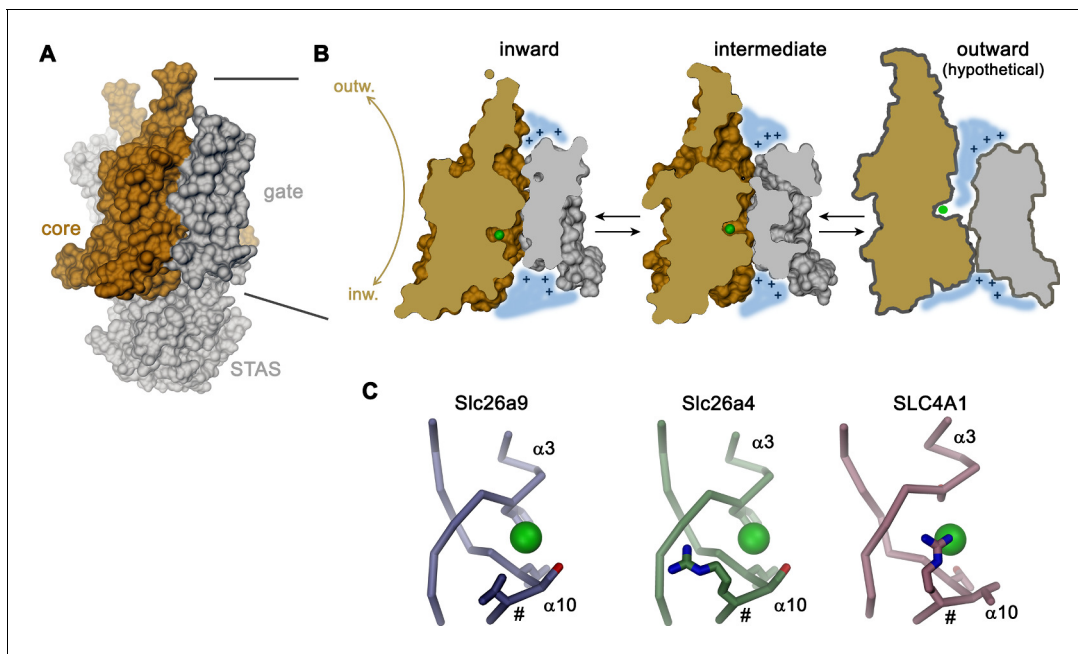 A
B
inward
intermediate
outward
(hypothetical)
outw.
+ + +
+ ++
+ + +
gate
core
inw.
+ + +
+ + +
++ +
STAS
C
Slc26a9
Slc26a4
SLC4A1
α3
α3
α3
α10
α10
α10
#
#
#